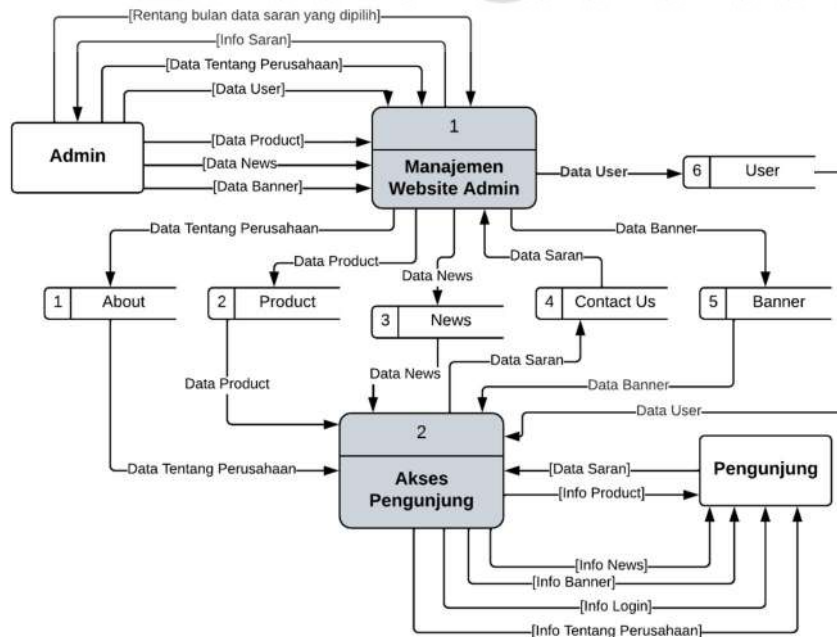 [Rentang bulan data saran yang dipilih]
[Info Saran]
[Data Tentang Perusahaan]
[Data User]
Admin
[Data Product]
[Data News
[Data Banner]
1
Manajemen
Website Admin
Data User
6 User
Data Tentang Perusahaan
Data Product
Data News
Data Saran
Data Banner
1 About
2 Product
3 News
4 Contact Us
5 Banner
Data Product
Data News
Data Saran
Data Banner
Data User
2
Akses
Pengunjung
Data Tentang Perusahaan
[Data Saran]
[Info Product]
Pengunjung
[Info News]
[Info Banner]
[Info Login]
[Info Tentang Perusahaan]